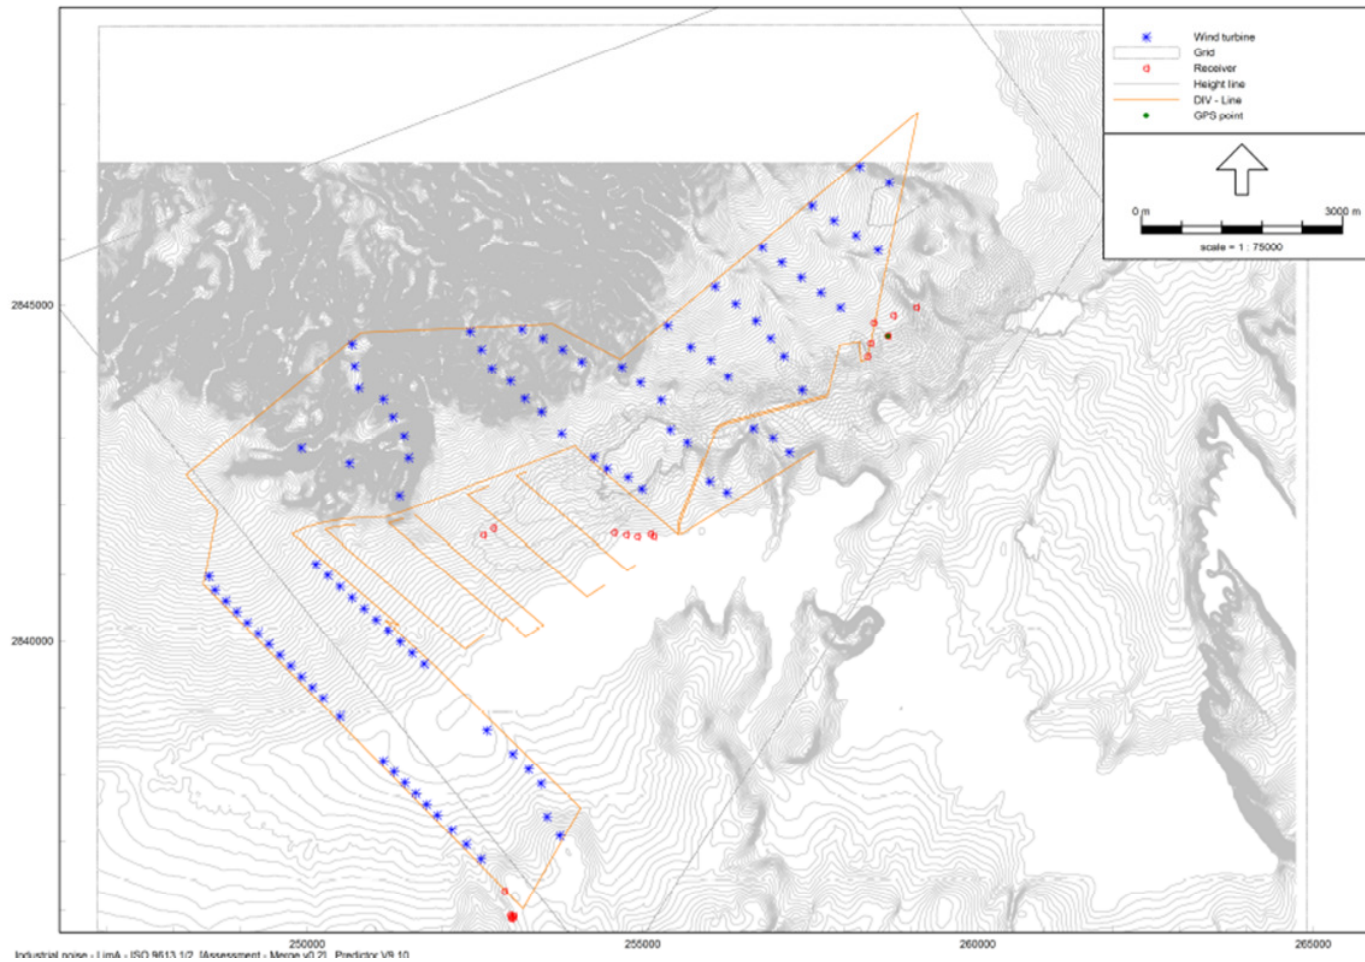 Wind turbine
Grid
Receiver
Height line
DIV - Line
GPS point
0 m 3000 m
scale = 1 : 75000
2845000
2840000
250000 255000 260000 265000
Industrial noise - LimA - ISO 9613.1/2, [Assessment - Merge v0.2] , Predictor V9.10